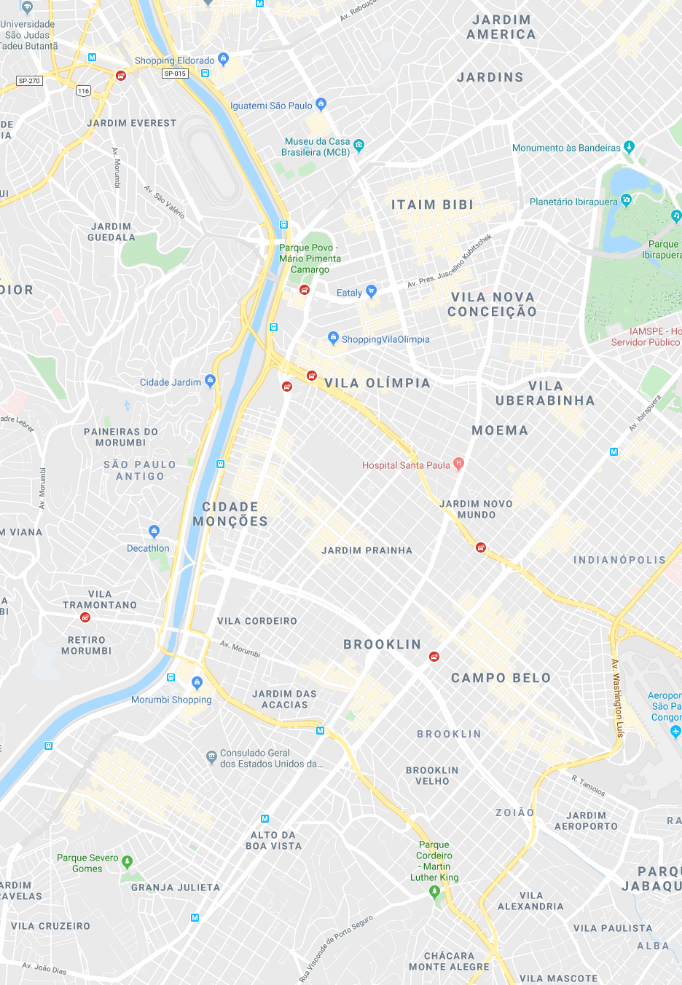 Universidade
São Judas
Tadeu Butantã
JARDIM
AMERICA
Av. Rebouças
JARDINS
Shopping Eldorado
SP-015
SP-270
116
Iguatemi São Paulo
JARDIM EVEREST
Museu da Casa
Brasileira (MCB)
Monumento às Bandeiras
Av. Morumbi
Av. São Valério
ITAIM BIBI
Planetário Ibirapuera
JARDIM
GUEDALA
Parque Povo -
Mário Pimenta
Camargo
Av. Pres. Juscelino Kubitschek
Parque
Ibirapuera
DIOR
Eataly
VILA NOVA
CONCEIÇÃO
IAMSPE - Ho
Servidor Público
ShoppingVilaOlimpia
Cidade Jardim
VILA OLÍMPIA
VILA
UBERABINHA
Av. Ibirapuera
MOEMA
PAINEIRAS DO
MORUMBI
SÃO PAULO
ANTIGO
Av. Morumbi
Hospital Santa Paula
JARDIM NOVO
MUNDO
CIDADE
MONÇÕES
M VIANA
Decathlon
JARDIM PRAINHA
INDIANÓPOLIS
VILA
TRAMONTANO
VILA CORDEIRO
RETIRO
MORUMBI
Av. Morumbi
BROOKLIN
CAMPO BELO
Av. Washington Luís
Morumbi Shopping
JARDIM DAS
ACACIAS
Aeropor
São Pa
Congon
BROOKLIN
Consulado Geral
dos Estados Unidos da...
BROOKLIN
VELHO
R. Tamoios
ZOIÃO
JARDIM
AEROPORTO
RA
ALTO DA
BOA VISTA
Parque
Cordeiro
- Martin
Luther King
Parque Severo
Gomes
GRANJA JULIETA
PARQU
JABAQU
VILA
ALEXANDRIA
VILA CRUZEIRO
Rua Visconde de Porto Seguro
VILA PAULISTA
ALBA
CHÁCARA
MONTE ALEGRE
Av. João Dias
VILA MASCOTE